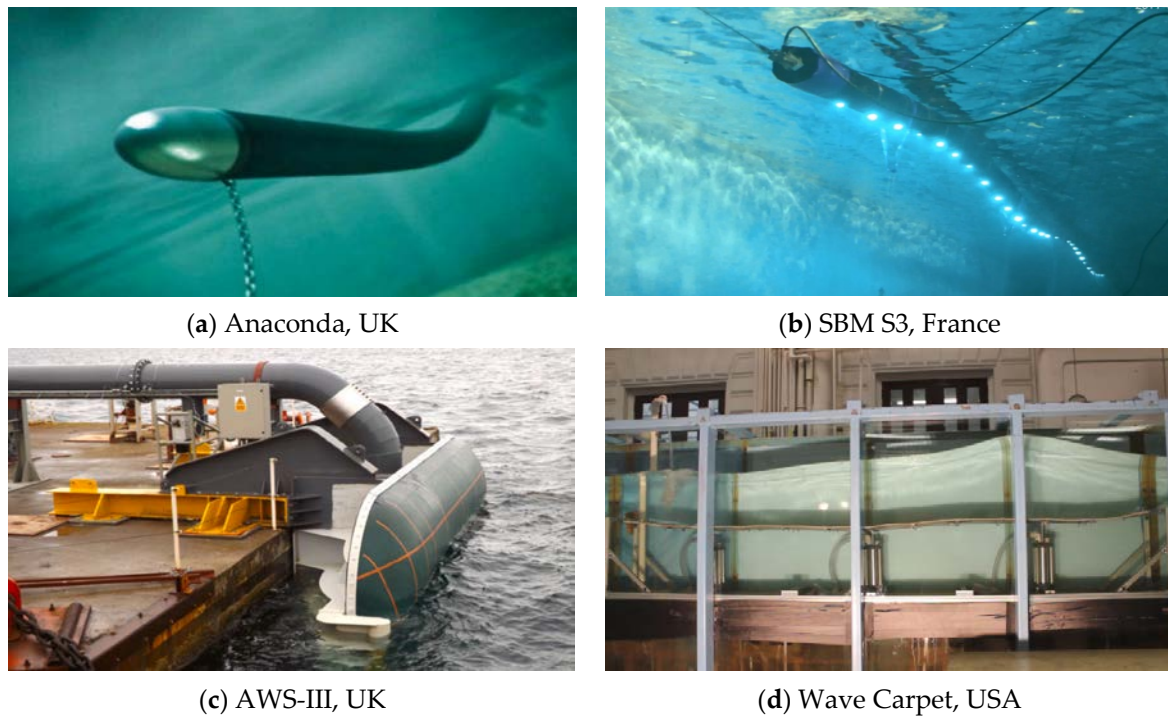 (a) Anaconda, UK
(b) SBM S3, France
(c) AWS-III, UK
(d) Wave Carpet, USA